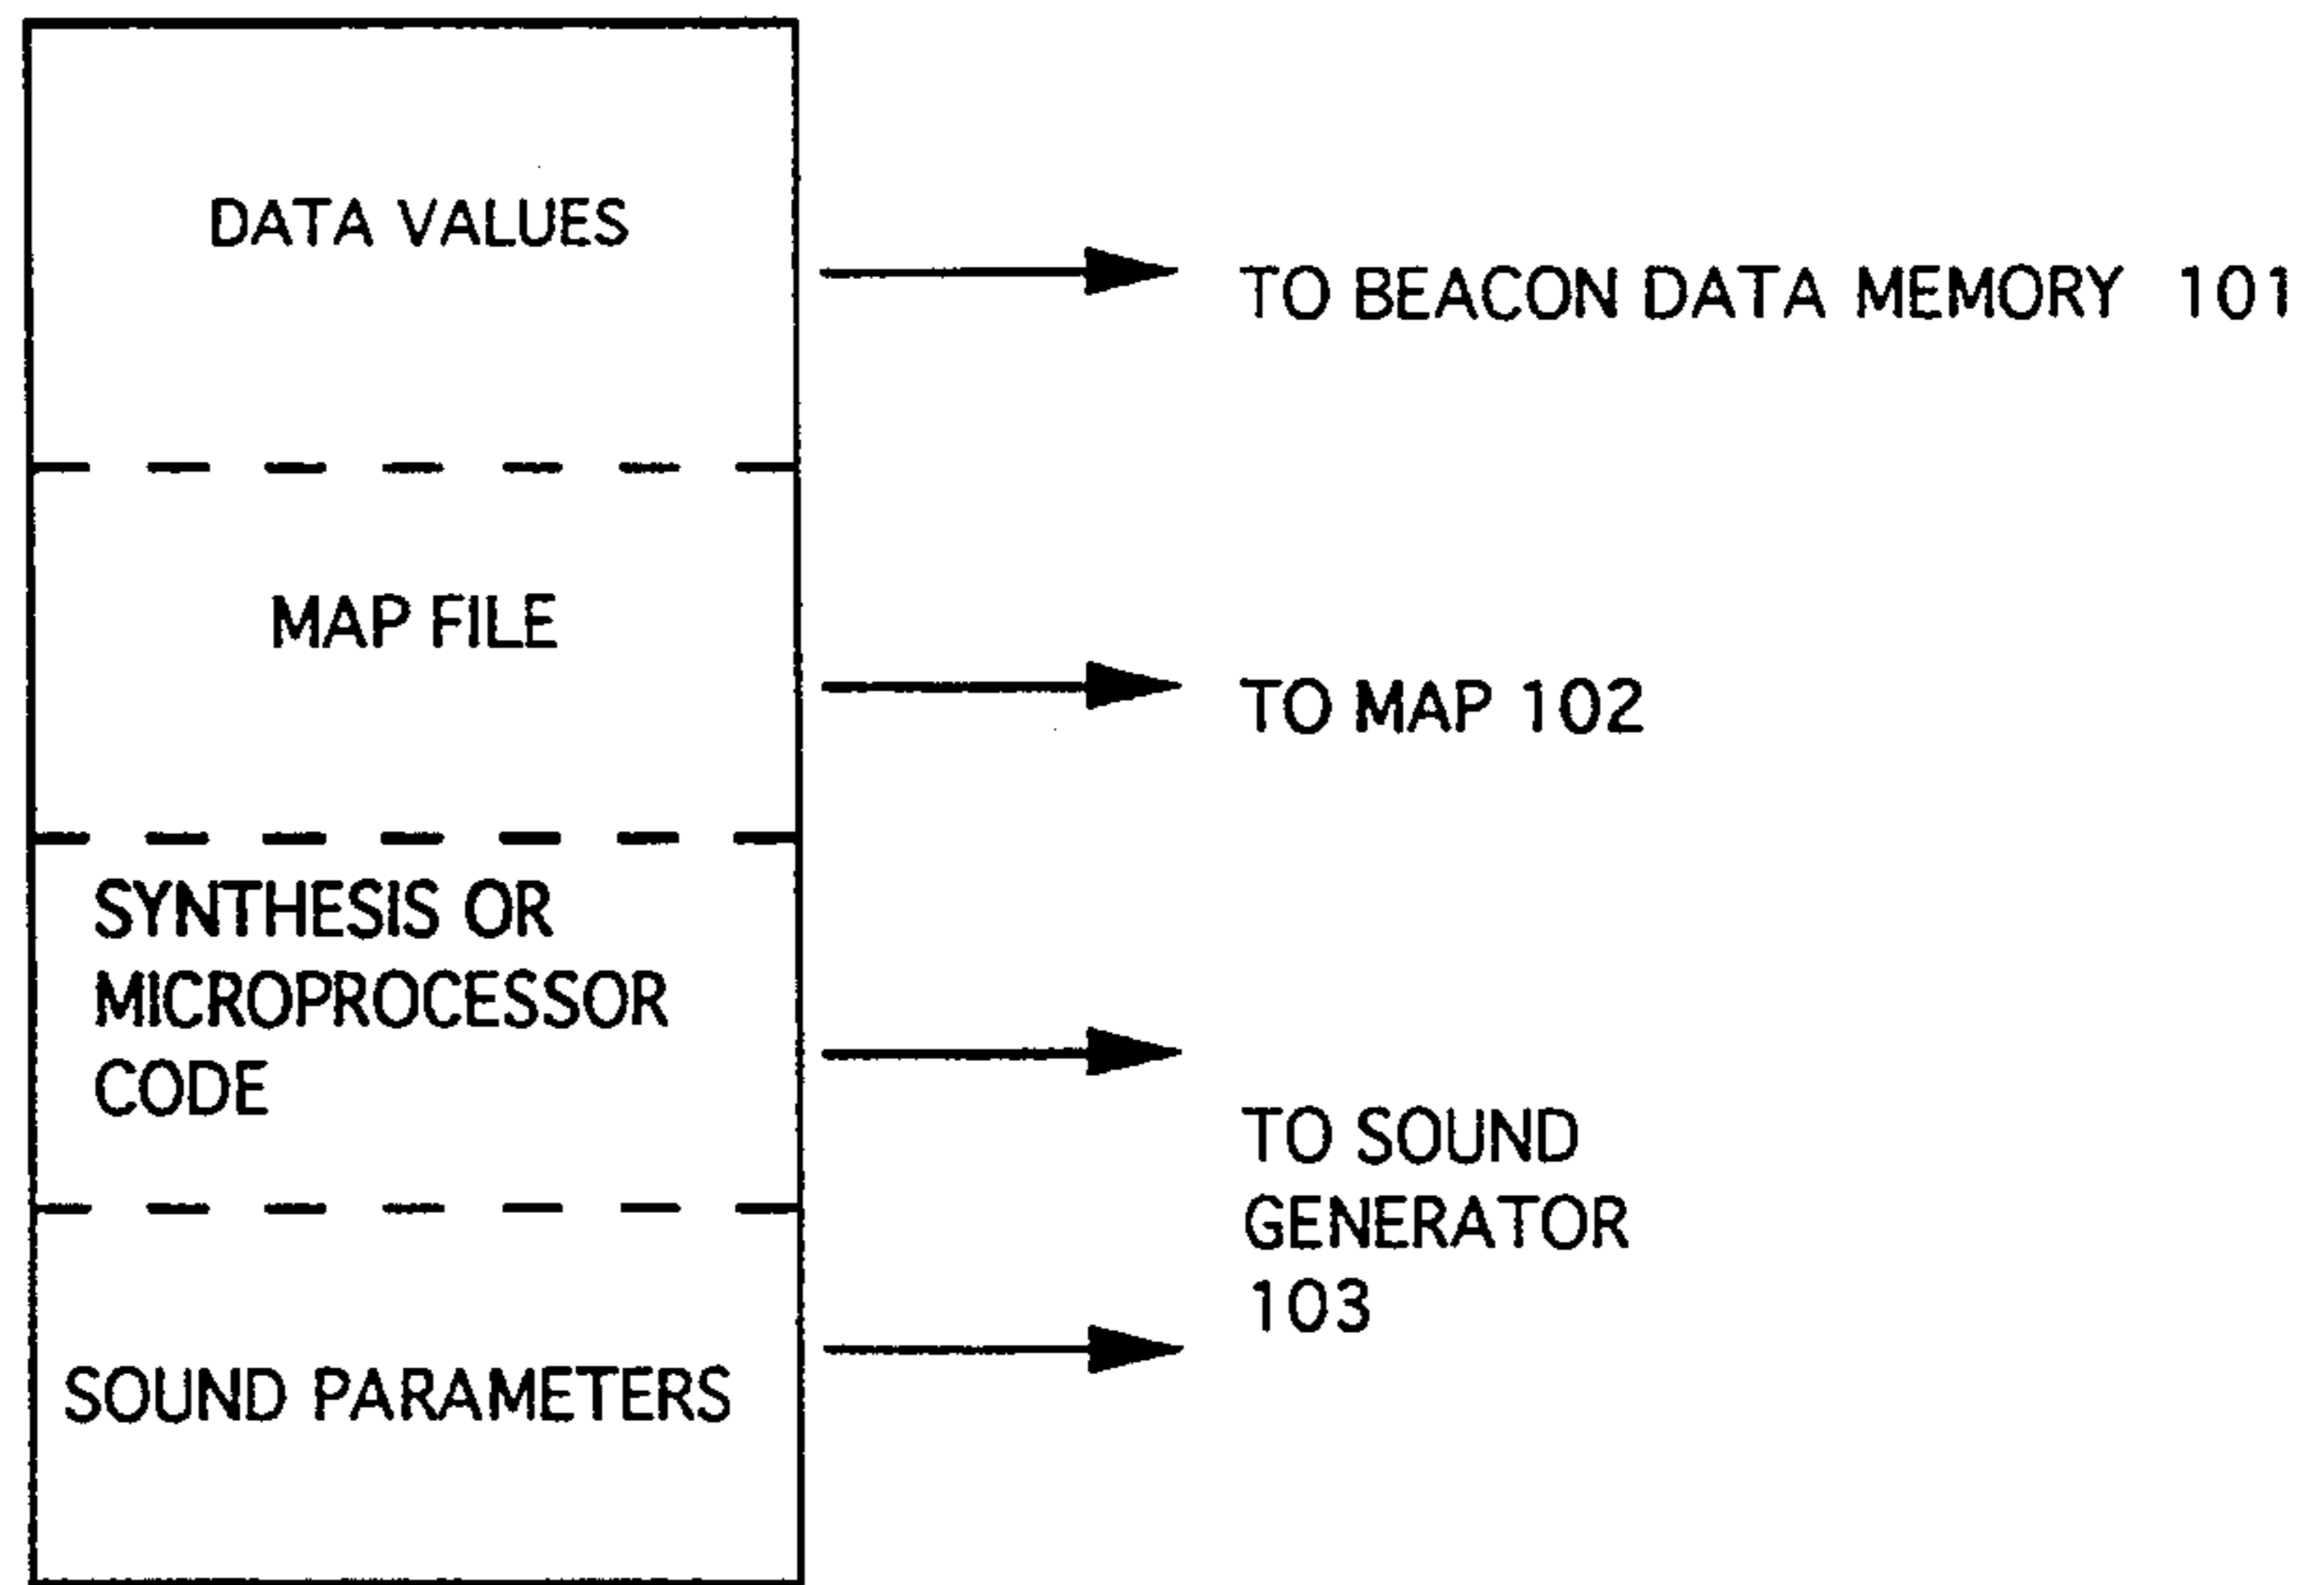 DATA VALUES
TO BEACON DATA MEMORY 101
MAP FILE
TO MAP 102
SYNTHESIS OR
MICROPROCESSOR
CODE
TO SOUND
GENERATOR
103
SOUND PARAMETERS